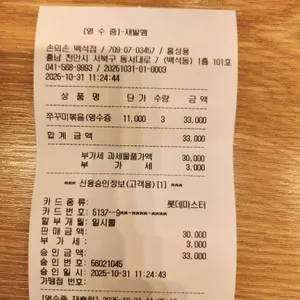 [영 수 증]-재발행
손의손 백석점 / 709-07-03457 / 홍성용
충남 천안시 서북구 동서대로 7 (백석동) 1층 101호
041-568-9993 / 20251031-01-0003
2025-10-31 11:24:44
상 품 명 단 가 수량 금 액
쭈꾸미볶음(영수증 11,000 3 33,000
합계 금액 33,000
부가세 과세물품가액 30,000
부 가 세 3,000
*** 신용승인정보(고객용)[1] ***
카 드 종 류: 롯데마스터
카 드 번 호: 5137-9**-****-****
할 부 개 월: 일시불
판 매 금 액: 30,000
부 가 세: 3,000
승 인 금 액: 33,000
승 인 번 호: 56021045
승 인 일 시: 2025-10-31 11:24:43
가맹점 번호: